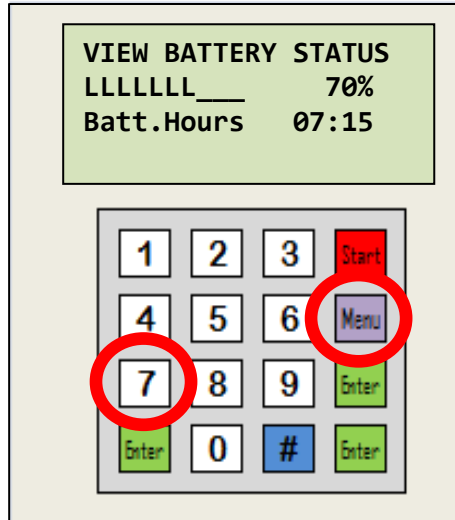 VIEW BATTERY STATUS
LLLLLLL___ 70%
Batt.Hours 07:15
1 2 3 Start
4 5 6 Menu
7 8 9 Enter
Enter 0 # Enter